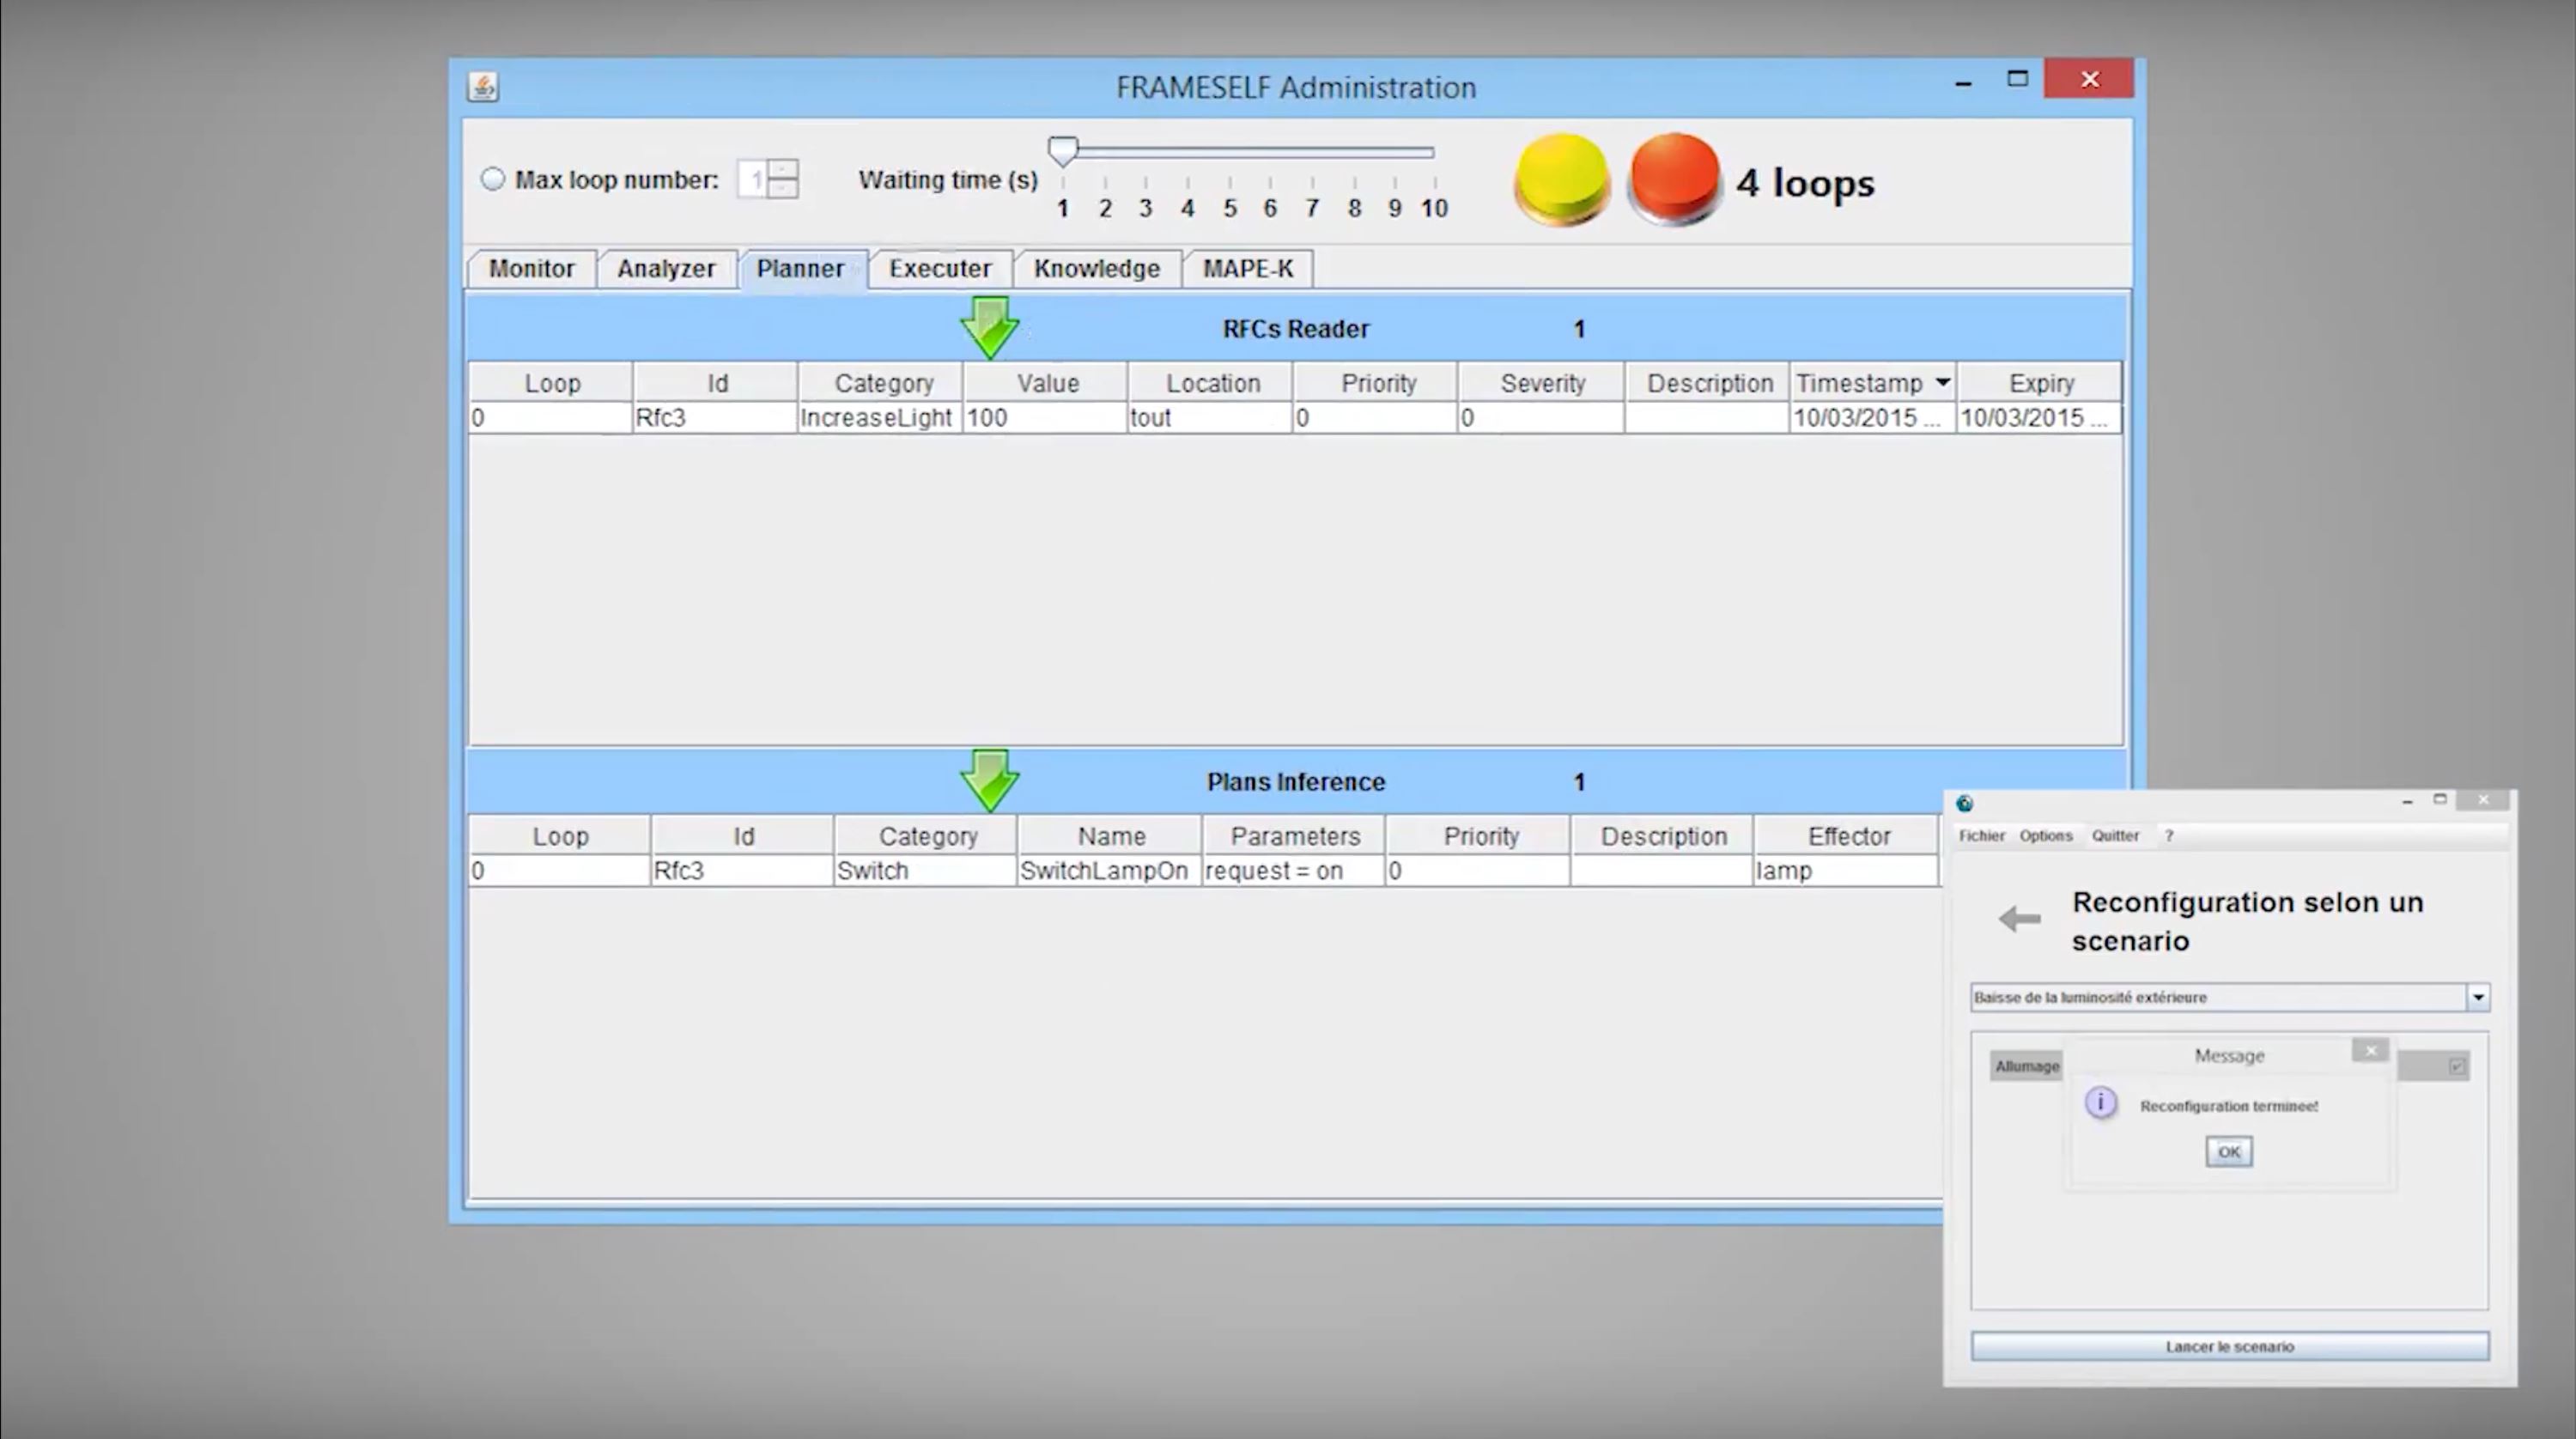 FRAMESELF Administration
Max loop number: 1
Waiting time (s)
1 2 3 4 5 6 7 8 9 10
4 loops
Monitor Analyzer Planner Executer Knowledge MAPE-K
RFCs Reader 1
Loop Id Category Value Location Priority Severity Description Timestamp Expiry
0 Rfc3 IncreaseLight 100 tout 0 0 10/03/2015 ... 10/03/2015 ...
Plans Inference 1
Loop Id Category Name Parameters Priority Description Effector
0 Rfc3 Switch SwitchLampOn request = on 0 lamp
Fichier Options Quitter ?
Reconfiguration selon un
scenario
Baisse de la luminosité extérieure
Allumage
Message
Reconfiguration terminee!
OK
Lancer le scenario